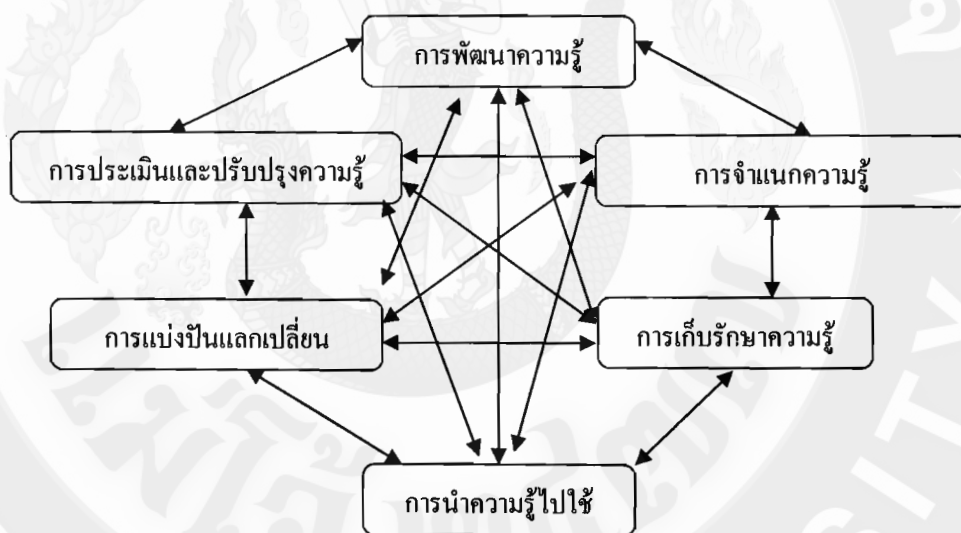 การพัฒนาความรู้
การประเมินและปรับปรุงความรู้
การจำแนกความรู้
การแบ่งปันแลกเปลี่ยน
การเก็บรักษาความรู้
การนำความรู้ไปใช้